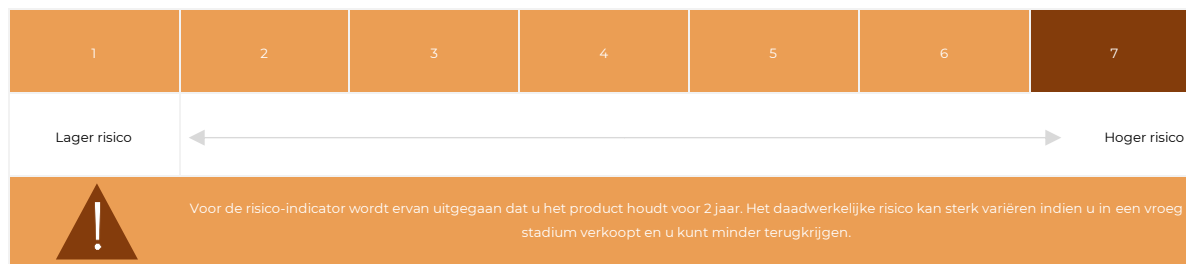 1 2 3 4 5 6 7
Lager risico Hoger risico
Voor de risico-indicator wordt ervan uitgegaan dat u het product houdt voor 2 jaar. Het daadwerkelijke risico kan sterk variëren indien u in een vroeg
stadium verkoopt en u kunt minder terugkrijgen.